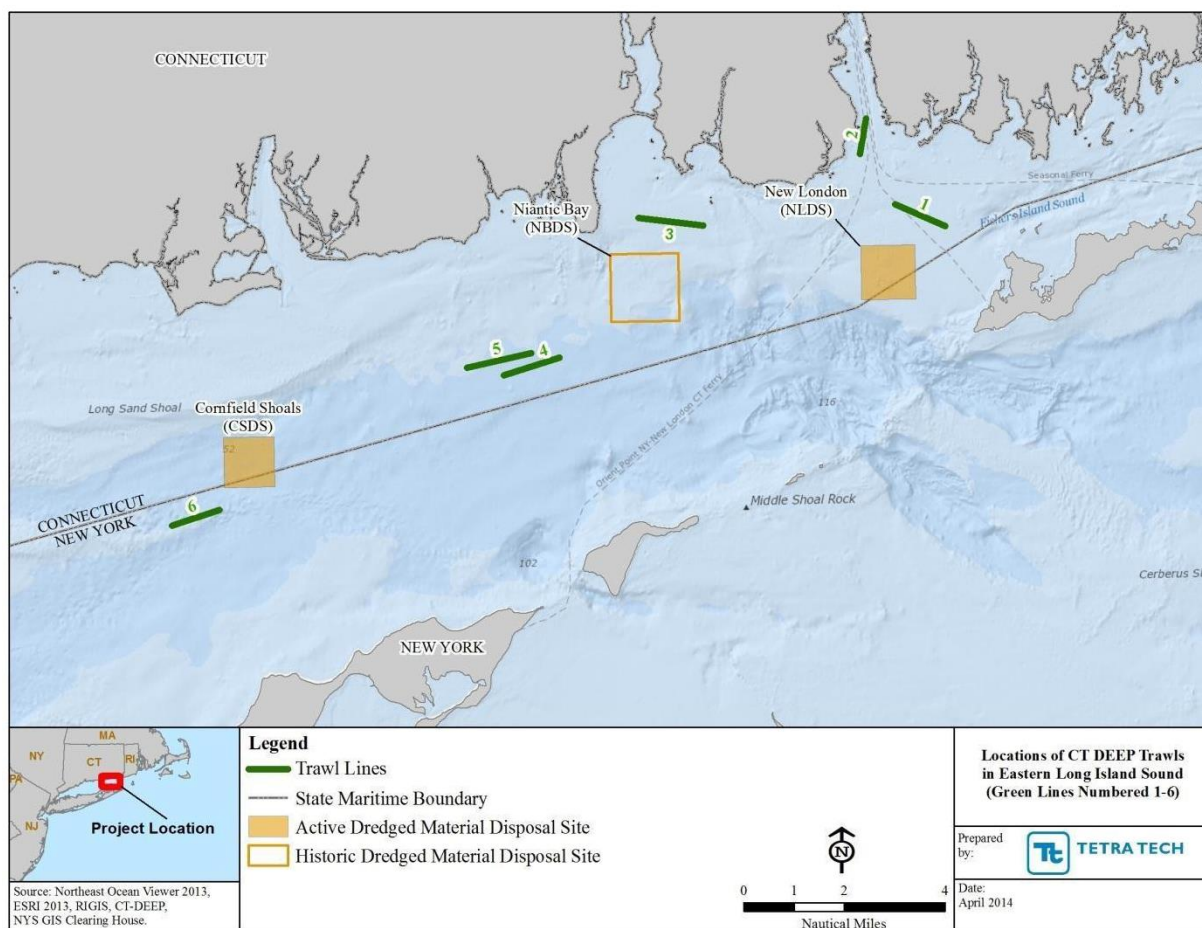 CONNECTICUT
2
New London
(NLDS)
Seasonal Ferry
Niantic Bay
(NBDS)
1
Fishers Island Sound
3
5
4
Orient Point NY-New London CT Ferry
Long Sand Shoal
Cornfield Shoals
(CSDS)
116
52
Middle Shoal Rock
6
CONNECTICUT
NEW YORK
102
Cerberus S
NEW YORK
MA
NY
CT
RI
PA
NJ
Project Location
Source: Northeast Ocean Viewer 2013,
ESRI 2013, RIGIS, CT-DEEP,
NYS GIS Clearing House.
Legend
Trawl Lines
State Maritime Boundary
Active Dredged Material Disposal Site
Historic Dredged Material Disposal Site
N
0 1 2 4
Nautical Miles
Locations of CT DEEP Trawls
in Eastern Long Island Sound
(Green Lines Numbered 1-6)
Prepared
by:
Tt TETRA TECH
Date:
April 2014